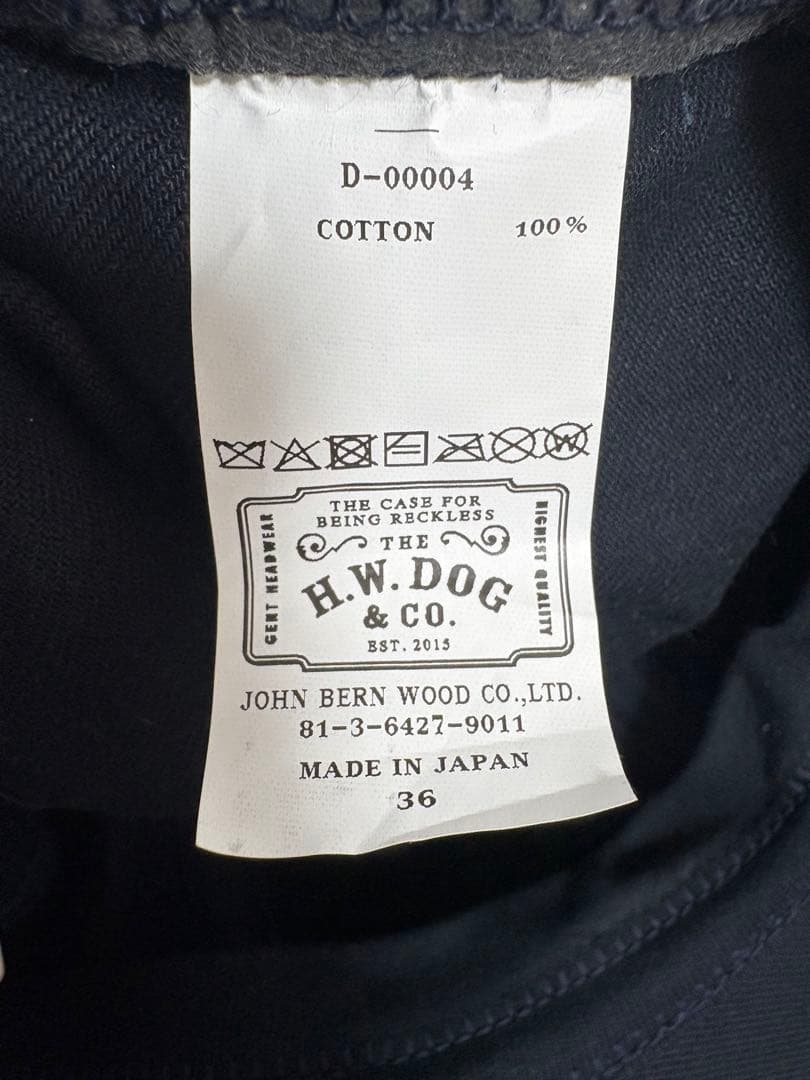 D-00004
COTTON 100%
W
THE CASE FOR
BEING RECKLESS
GENT HEADWEAR
THE
HIGHEST QUALITY
H.W.DOG
& CO.
EST. 2015
JOHN BERN WOOD CO.,LTD.
81-3-6427-9011
MADE IN JAPAN
36